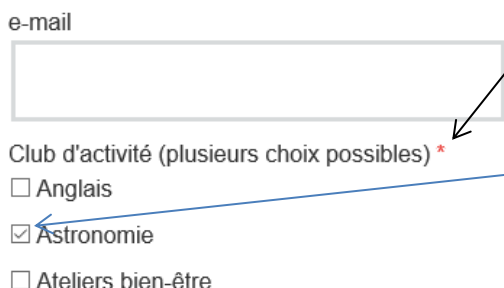 e-mail
Club d'activité (plusieurs choix possibles) *
Anglais
Astronomie
Ateliers bien-être